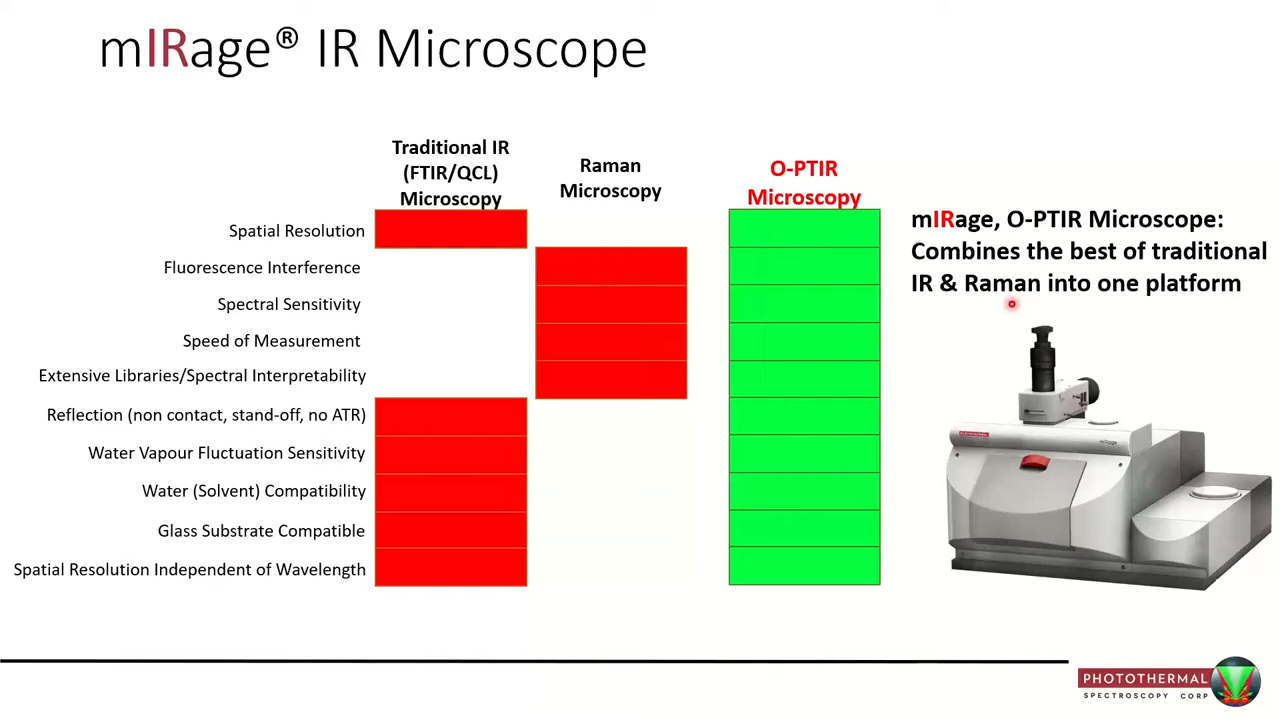 mIRage® IR Microscope
Traditional IR
(FTIR/QCL)
Microscopy
Raman
Microscopy
O-PTIR
Microscopy
Spatial Resolution
Fluorescence Interference
Spectral Sensitivity
Speed of Measurement
Extensive Libraries/Spectral Interpretability
Reflection (non contact, stand-off, no ATR)
Water Vapour Fluctuation Sensitivity
Water (Solvent) Compatibility
Glass Substrate Compatible
Spatial Resolution Independent of Wavelength
mIRage, O-PTIR Microscope:
Combines the best of traditional
IR & Raman into one platform
mIRage
PHOTOTHERMAL
SPECTROSCOPY CORP